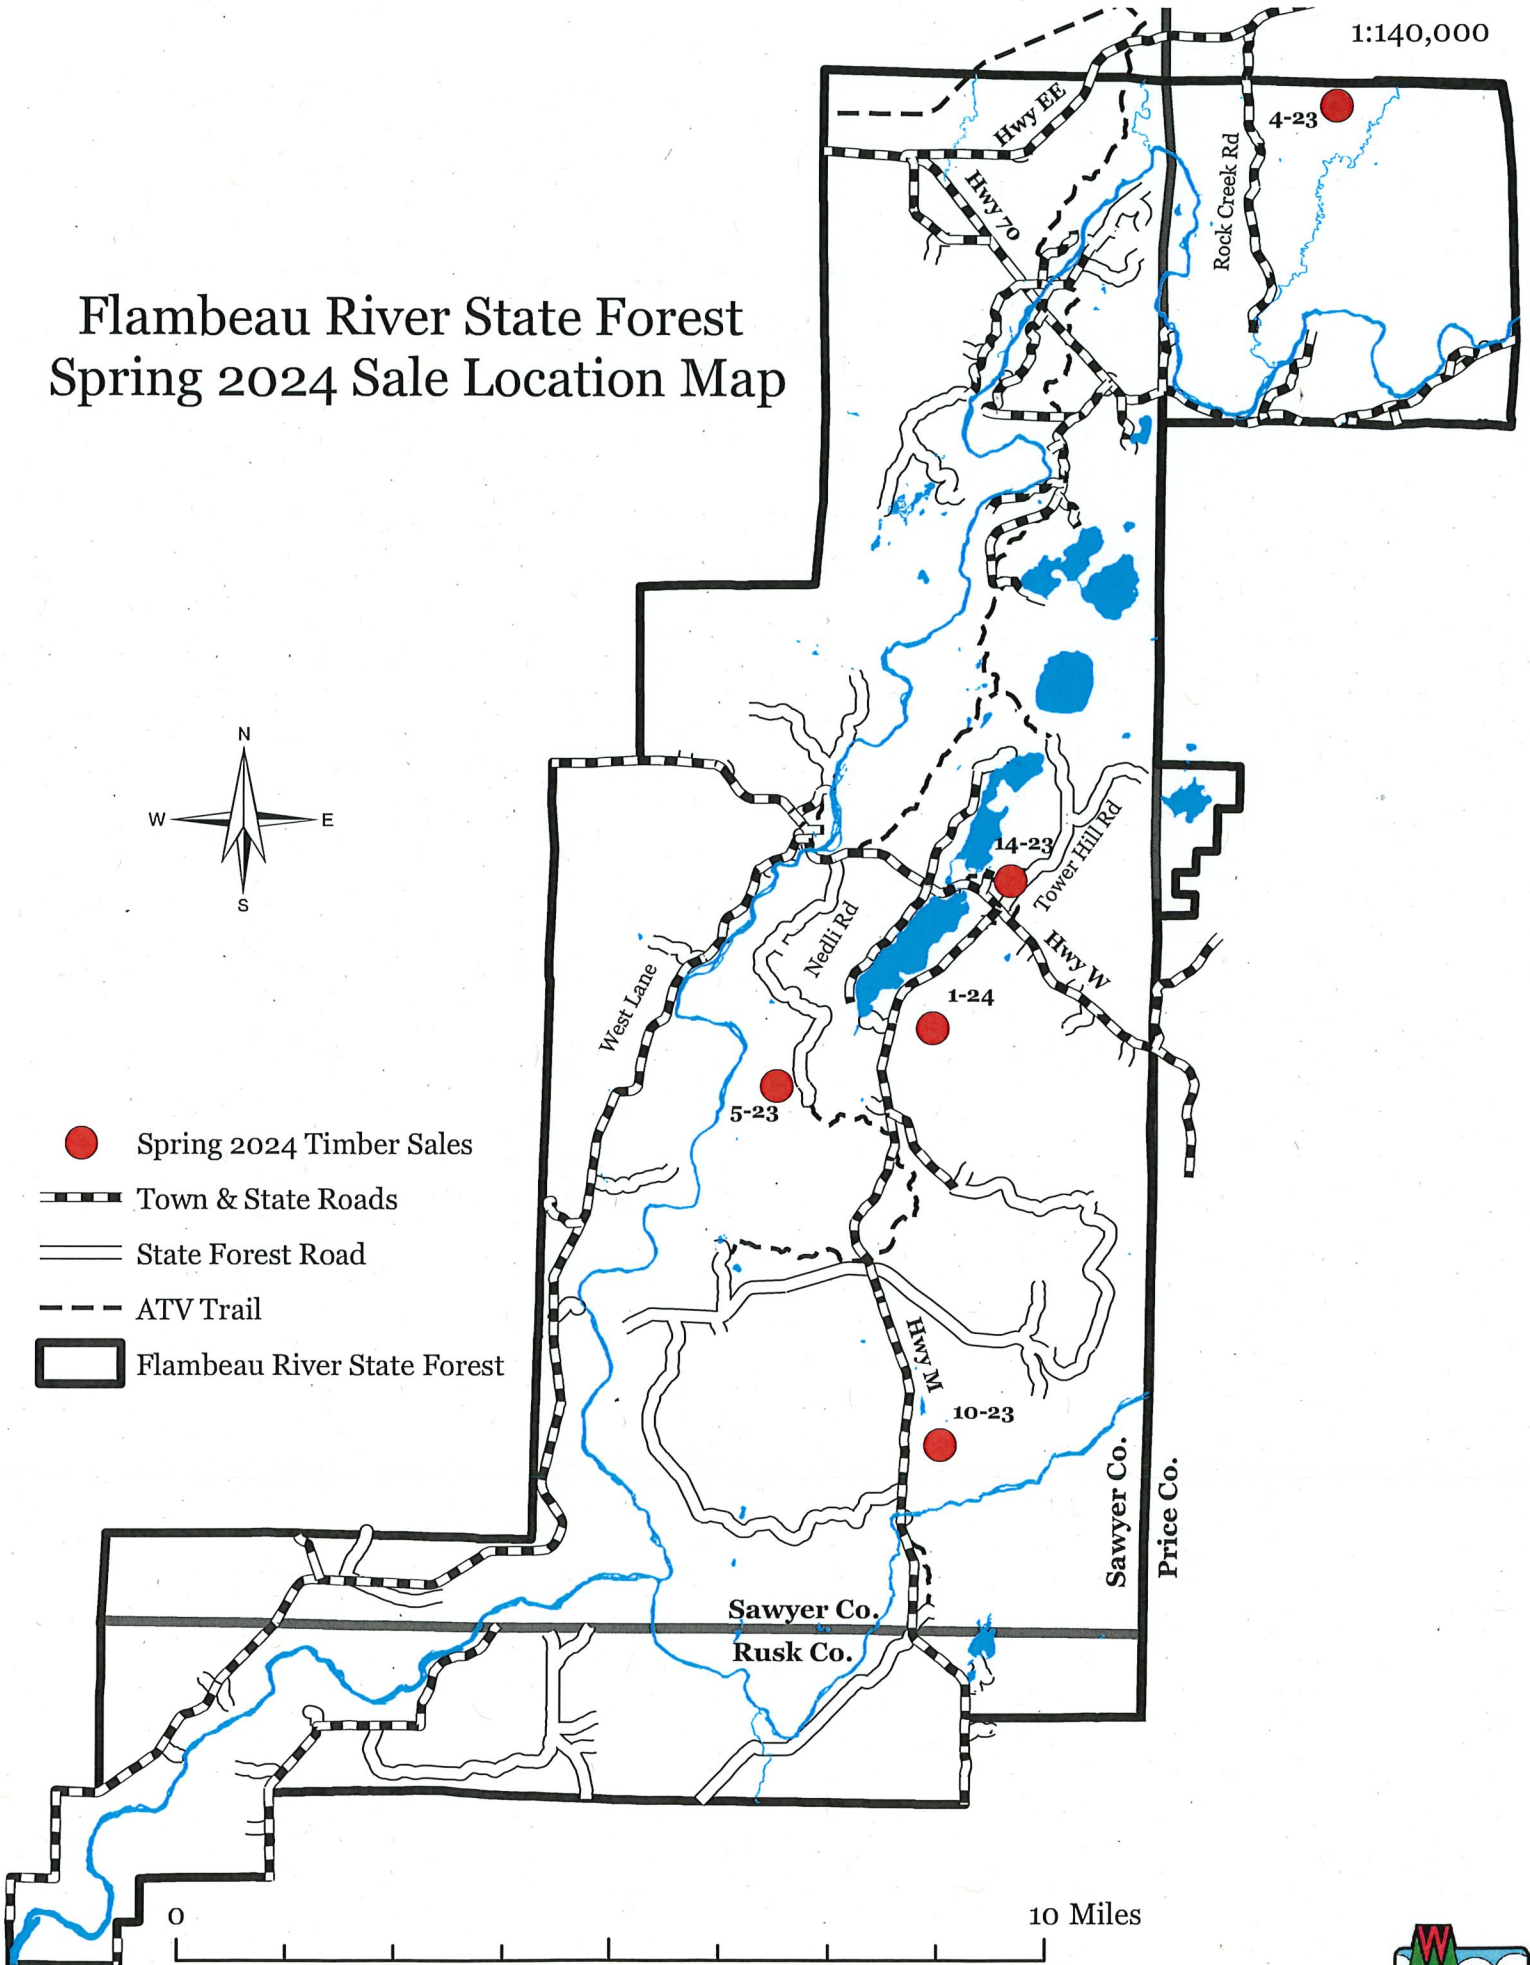 1:140,000
4-23
Hwy EE
Rock Creek Rd
Hwy 70
Flambeau River State Forest
Spring 2024 Sale Location Map
N
W
E
S
14-23
Tower Hill Rd
Nedli Rd
Hwy W
West Lane
1-24
5-23
Spring 2024 Timber Sales
Town & State Roads
State Forest Road
ATV Trail
Flambeau River State Forest
Hwy M
10-23
Sawyer Co.
Price Co.
Sawyer Co.
Rusk Co.
0
10 Miles
W